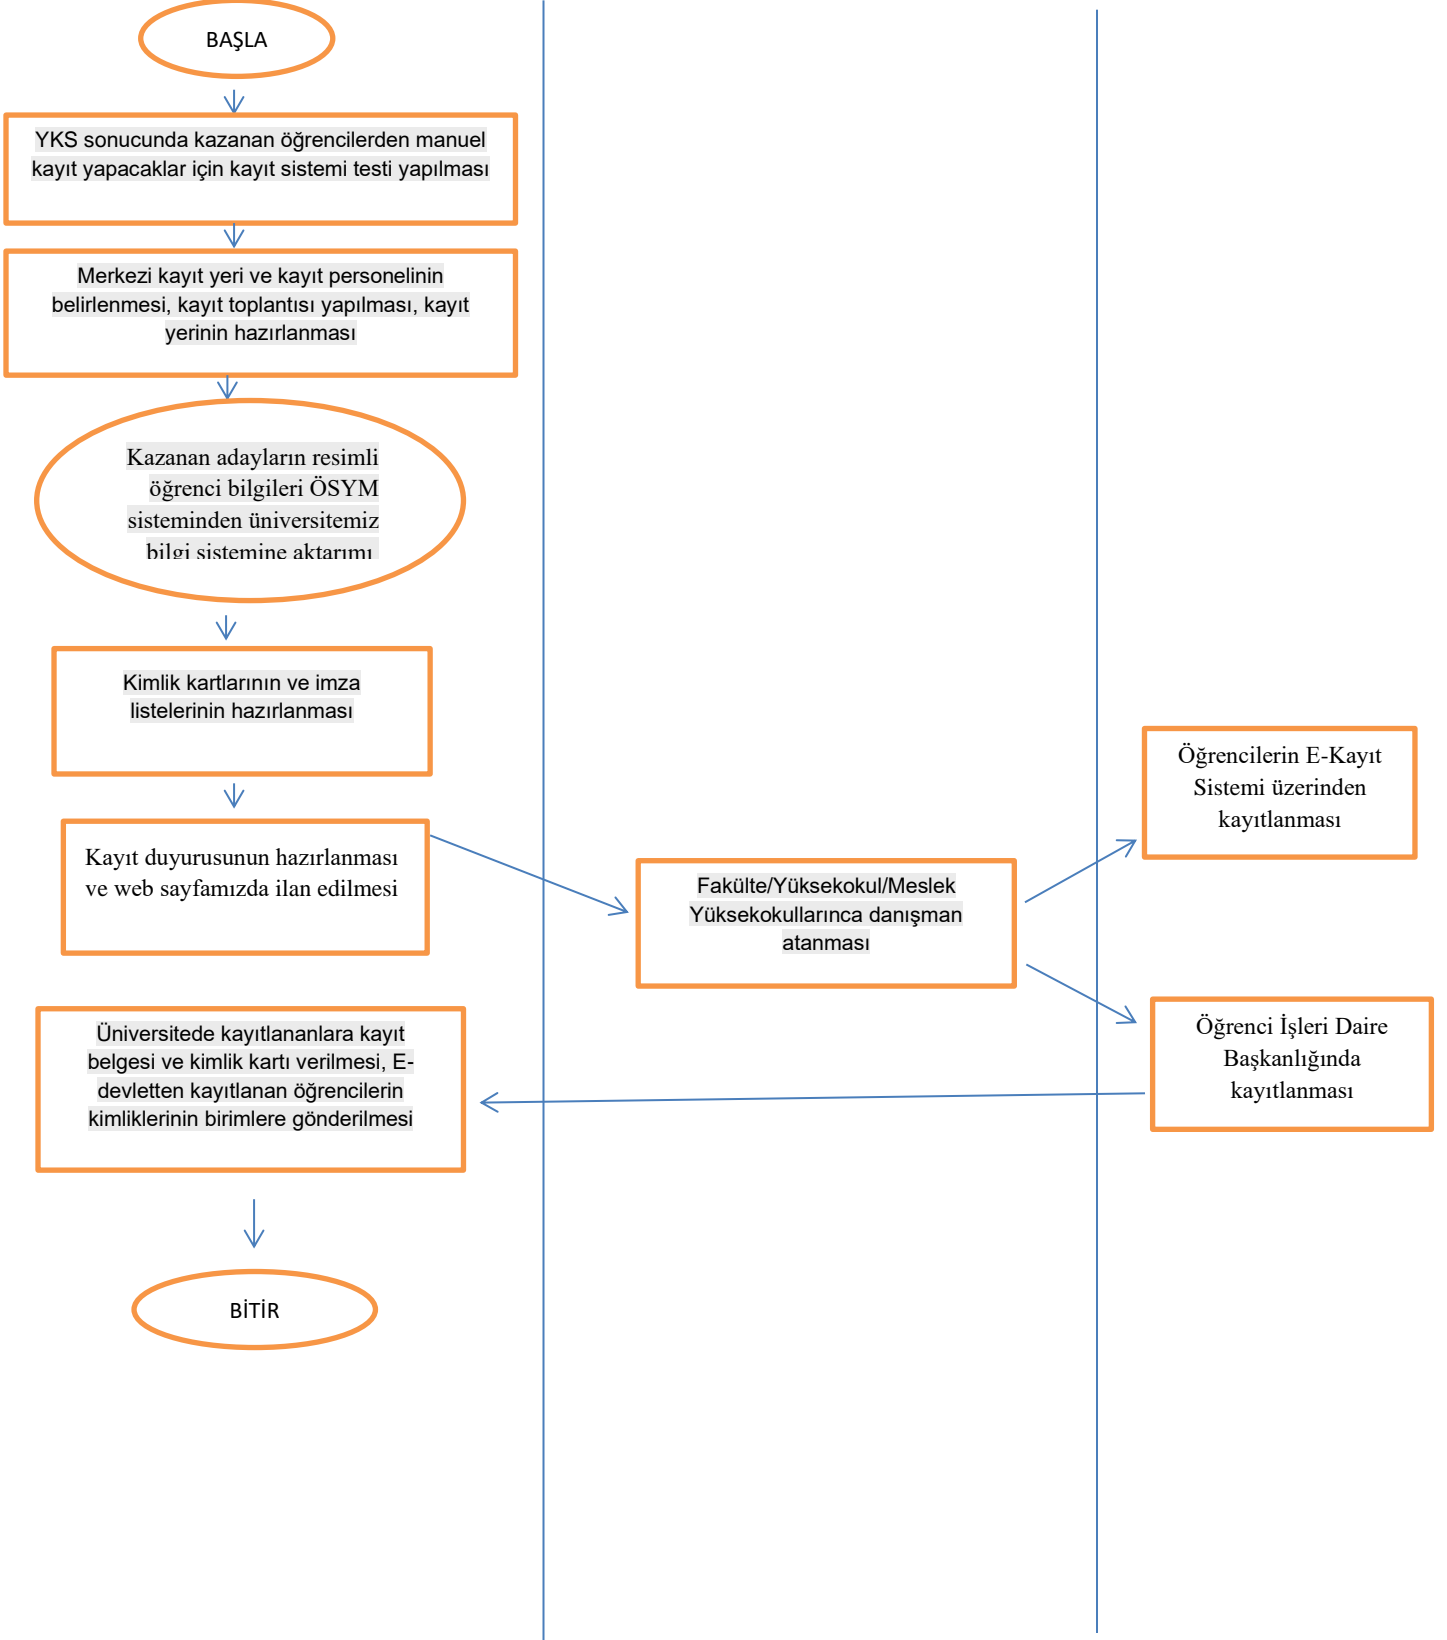 BAŞLA
YKS sonucunda kazanan öğrencilerden manuel
kayıt yapacaklar için kayıt sistemi testi yapılması
Merkezi kayıt yeri ve kayıt personelinin
belirlenmesi, kayıt toplantısı yapılması, kayıt
yerinin hazırlanması
Kazanan adayların resimli
öğrenci bilgileri ÖSYM
sisteminden üniversitemiz
bilgi sistemine aktarımı
Kimlik kartlarının ve imza
listelerinin hazırlanması
Kayıt duyurusunun hazırlanması
ve web sayfamızda ilan edilmesi
Fakülte/Yüksekokul/Meslek
Yüksekokullarınca danışman
atanması
Öğrencilerin E-Kayıt
Sistemi üzerinden
kayıtlanması
Öğrenci İşleri Daire
Başkanlığında
kayıtlanması
Üniversitede kayıtlananlara kayıt
belgesi ve kimlik kartı verilmesi, E-
devletten kayıtlanan öğrencilerin
kimliklerinin birimlere gönderilmesi
BİTİR